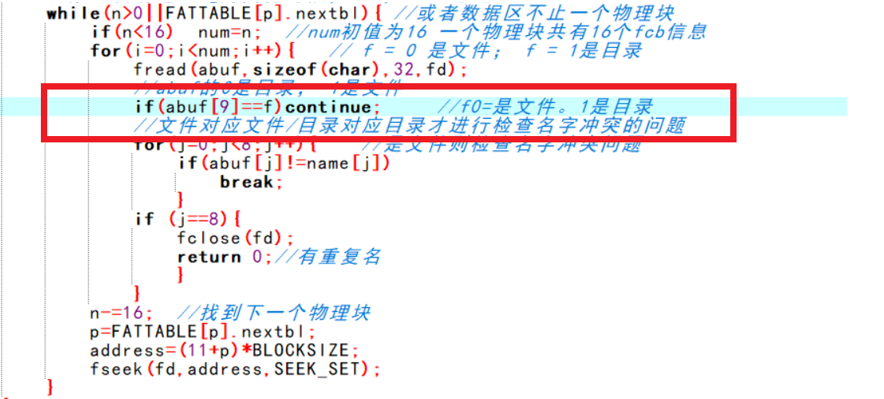 while(n>0||FATTABLE[p].nextbl){ //或者数据区不止一个物理块
if(n<16) num=n; //num初值为16 一个物理块共有16个fcb信息
for(i=0;i<num;i++){ // f = 0 是文件； f = 1是目录
fread(abuf,sizeof(char),32,fd);
//abuf的0是目录， 1是文件
if(abuf[9]==f)continue; //f0=是文件。1是目录
//文件对应文件/目录对应目录才进行检查名字冲突的问题
for(j=0;j<8;j++){ //是文件则检查名字冲突问题
if(abuf[j]!=name[j])
break;
}
if (j==8){
fclose(fd);
return 0;//有重复名
}
}
n-=16; //找到下一个物理块
p=FATTABLE[p].nextbl;
address=(11+p)*BLOCKSIZE;
fseek(fd,address,SEEK_SET);
}